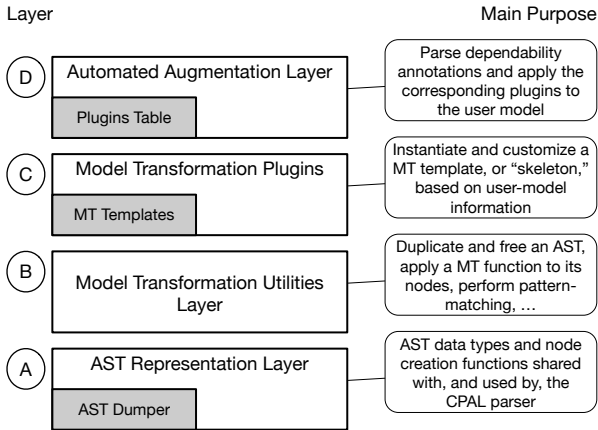 Layer
Main Purpose
D
Automated Augmentation Layer
Plugins Table
Parse dependability
annotations and apply the
corresponding plugins to
the user model
C
Model Transformation Plugins
MT Templates
Instantiate and customize a
MT template, or “skeleton,”
based on user-model
information
B
Model Transformation Utilities
Layer
Duplicate and free an AST,
apply a MT function to its
nodes, perform pattern-
matching, …
A
AST Representation Layer
AST Dumper
AST data types and node
creation functions shared
with, and used by, the
CPAL parser